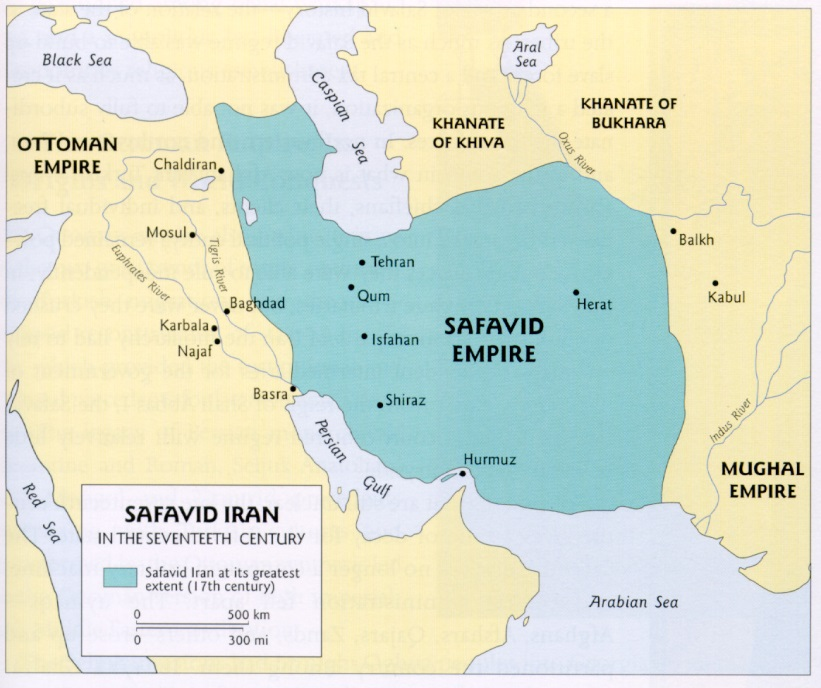 Black Sea
Caspian
Sea
Aral
Sea
KHANATE
OF KHIVA
KHANATE OF
BUKHARA
Oxus River
OTTOMAN
EMPIRE
Chaldiran
Mosul
Tigris River
Euphrates River
Baghdad
Karbala
Najaf
Basra
Tehran
Qum
Isfahan
Shiraz
SAFAVID
EMPIRE
Herat
Balkh
Kabul
Hurmuz
Persian
Gulf
Indus River
MUGHAL
EMPIRE
Red Sea
Arabian Sea
SAFAVID IRAN
IN THE SEVENTEETH CENTURY
Safavid Iran at its greatest
extent (17th century)
0 500 km
0 300 mi